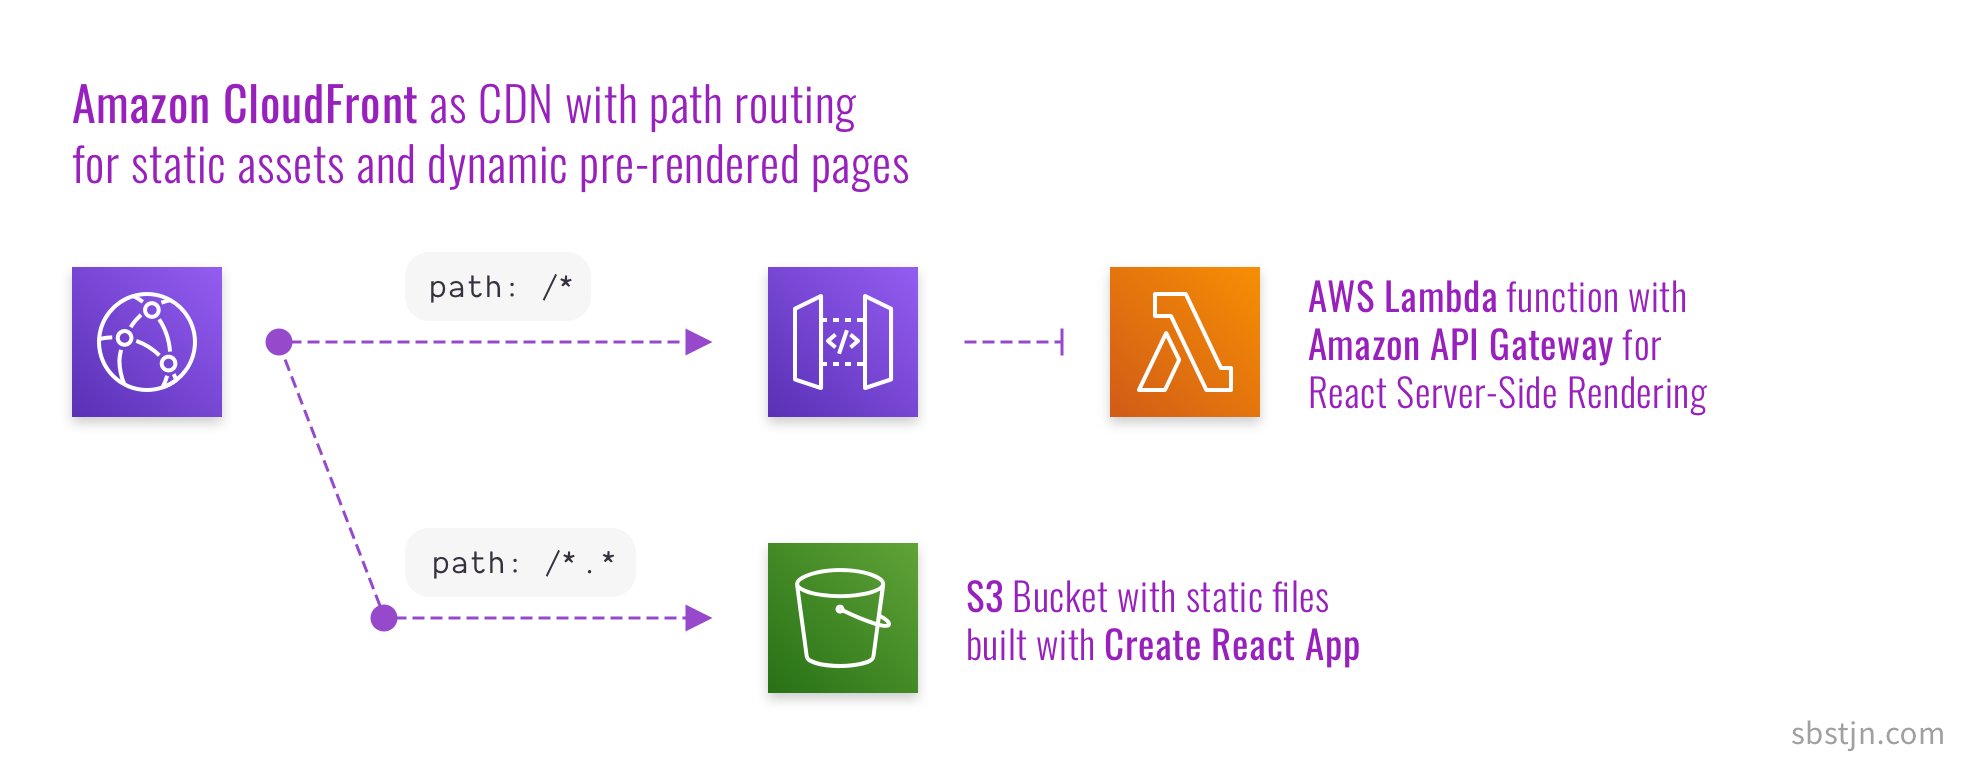 Amazon CloudFront as CDN with path routing
for static assets and dynamic pre-rendered pages
path: /*
</>
AWS Lambda function with
Amazon API Gateway for
React Server-Side Rendering
path: /*.*
S3 Bucket with static files
built with Create React App
sbstjn.com